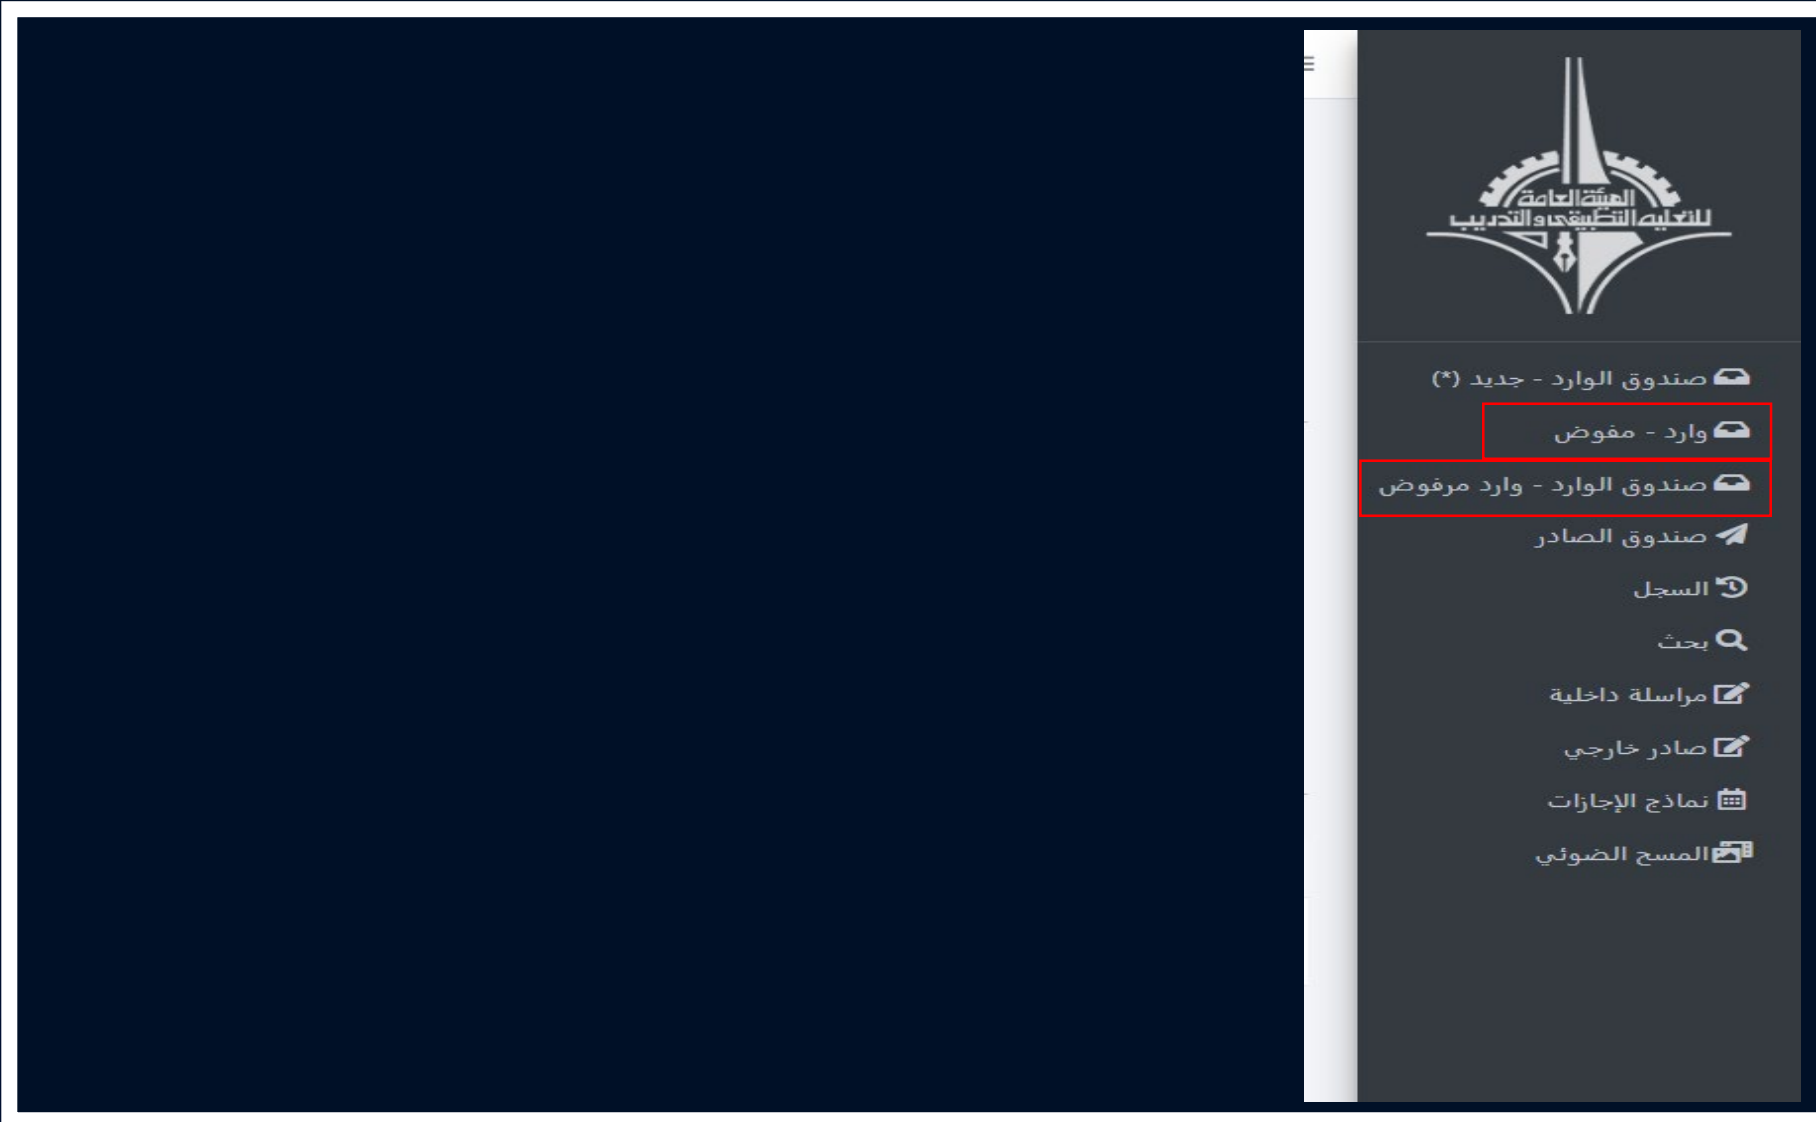 الهيئة العامة
للتعليم التطبيقي والتدريب
صندوق الوارد - جديد (*)
وارد - مفوض
صندوق الوارد - وارد مرفوض
صندوق الصادر
السجل
بحث
مراسلة داخلية
صادر خارجي
نماذج الإجازات
المسح الضوئي